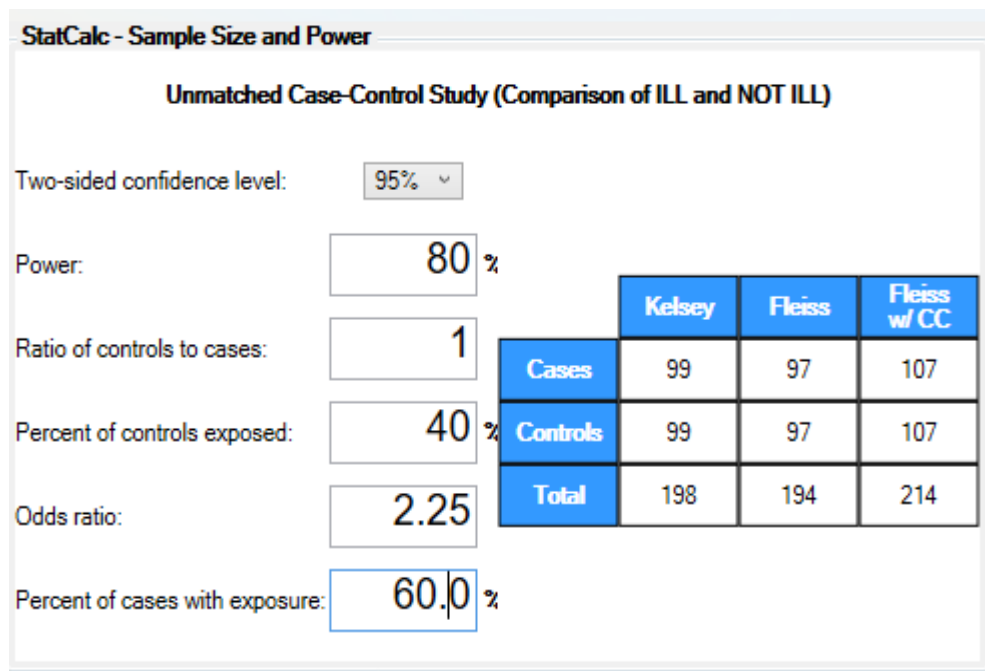 StatCalc - Sample Size and Power
Unmatched Case-Control Study (Comparison of ILL and NOT ILL)
Two-sided confidence level: 95%
Power: 80 %
Ratio of controls to cases: 1
Percent of controls exposed: 40 %
Odds ratio: 2.25
Percent of cases with exposure: 60.0 %
Kelsey Fleiss Fleiss w/ CC
Cases 99 97 107
Controls 99 97 107
Total 198 194 214